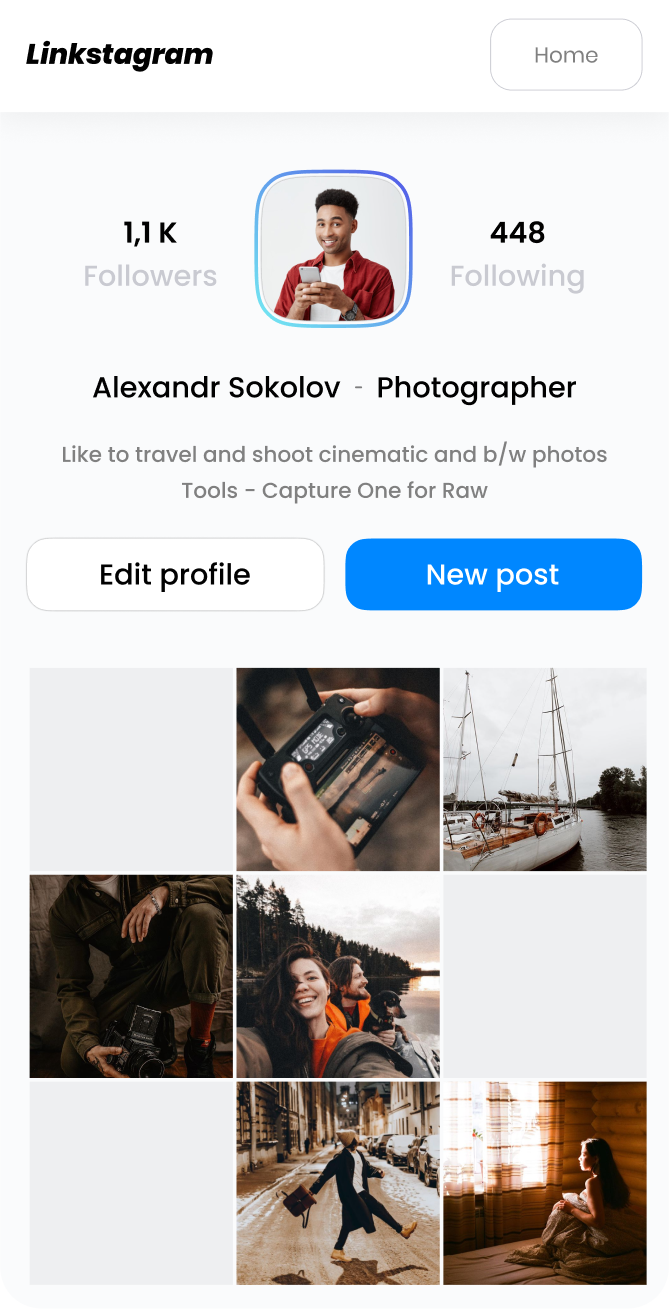 Linkstagram
Home
1,1 K
Followers
448
Following
Alexandr Sokolov - Photographer
Like to travel and shoot cinematic and b/w photos
Tools - Capture One for Raw
Edit profile
New post